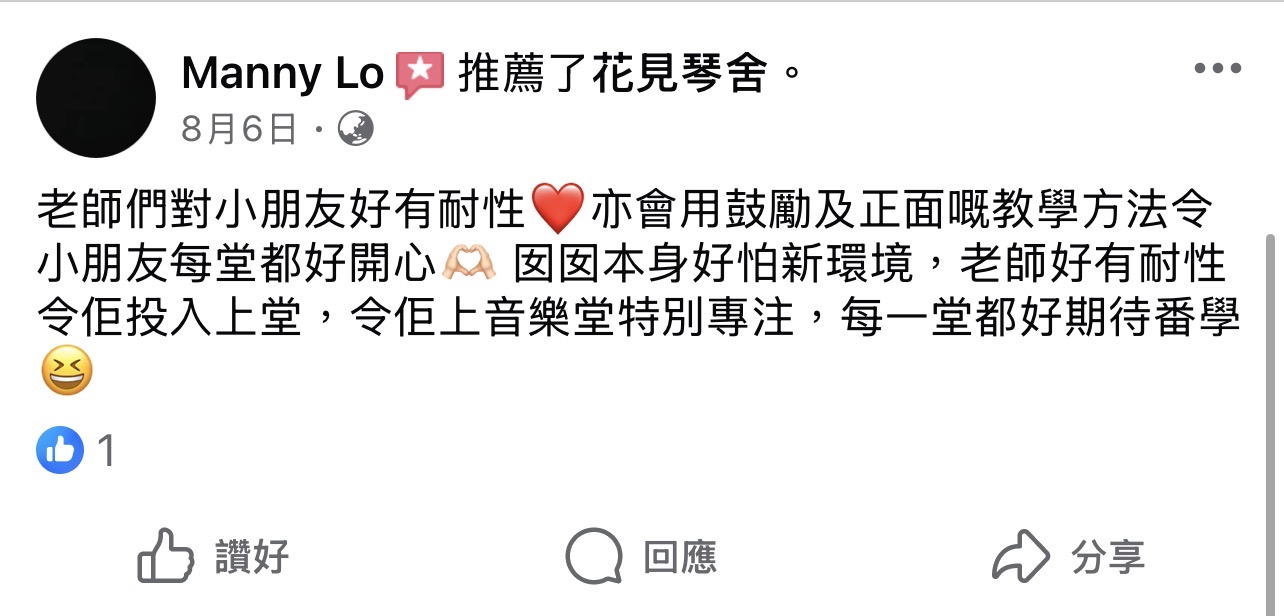 Manny Lo 推薦了花見琴舍。
8月6日 ·
老師們對小朋友好有耐性❤️亦會用鼓勵及正面嘅教學方法令
小朋友每堂都好開心🫶🏻 囡囡本身好怕新環境，老師好有耐性
令佢投入上堂，令佢上音樂堂特別專注，每一堂都好期待番學
😆
1
讚好
回應
分享